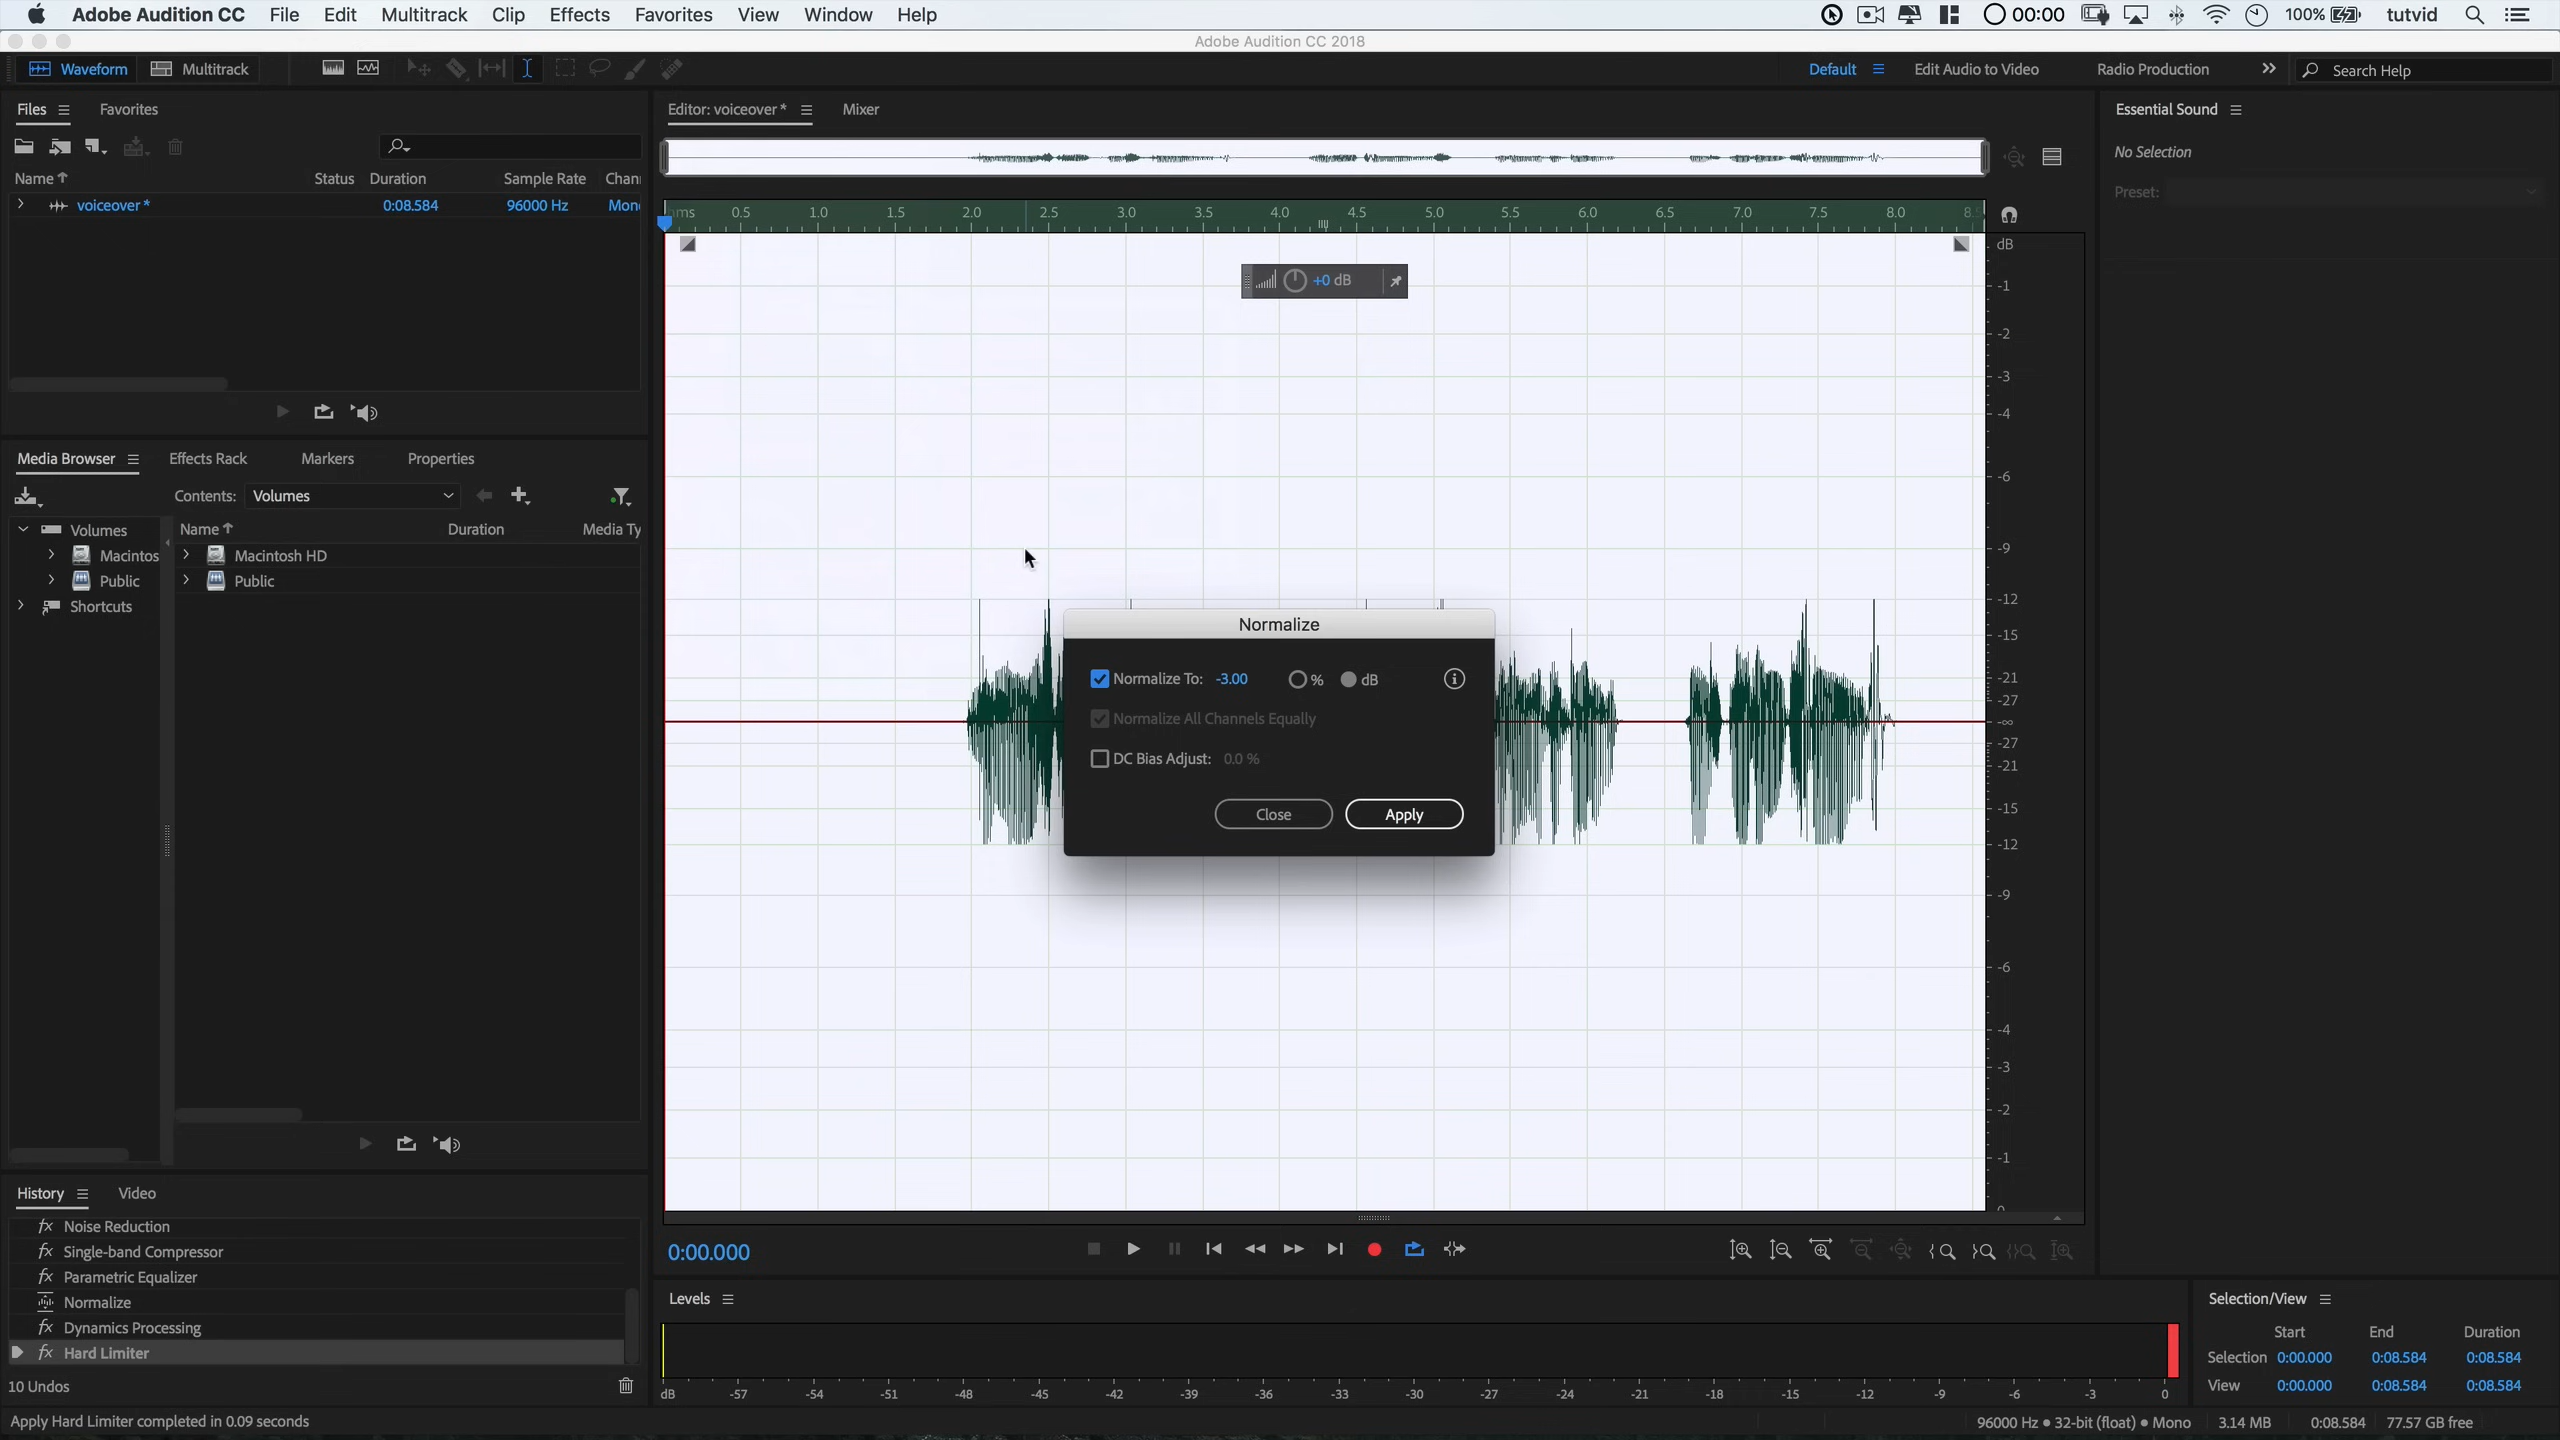 Adobe Audition CC File Edit Multitrack Clip Effects Favorites View Window Help 00:00 100% tutvid
Adobe Audition CC 2018
Waveform Multitrack Default Edit Audio to Video Radio Production Search Help
Files Favorites
Name Status Duration Sample Rate Chan
voiceover * 0:08.584 96000 Hz Mon
Media Browser Effects Rack Markers Properties
Contents: Volumes
Volumes
Macintos
Public
Shortcuts
Name Duration Media Ty
Macintosh HD
Public
History Video
Noise Reduction
Single-band Compressor
Parametric Equalizer
Normalize
Dynamics Processing
Hard Limiter
10 Undos
Apply Hard Limiter completed in 0.09 seconds
Editor: voiceover * Mixer
hms 0.5 1.0 1.5 2.0 2.5 3.0 3.5 4.0 4.5 5.0 5.5 6.0 6.5 7.0 7.5 8.0 8.5
+0 dB
dB
-1
-2
-3
-4
-6
-9
-12
-15
-21
-27
-∞
-27
-21
-15
-12
-9
-6
-4
-3
-2
-1
Normalize
Normalize To: -3.00 % dB
Normalize All Channels Equally
DC Bias Adjust: 0.0 %
Close Apply
0:00.000
Levels
dB -57 -54 -51 -48 -45 -42 -39 -36 -33 -30 -27 -24 -21 -18 -15 -12 -9 -6 -3 0
Essential Sound
No Selection
Preset:
Selection/View
Start End Duration
Selection 0:00.000 0:08.584 0:08.584
View 0:00.000 0:08.584 0:08.584
96000 Hz ● 32-bit (float) ● Mono 3.14 MB 0:08.584 77.57 GB free